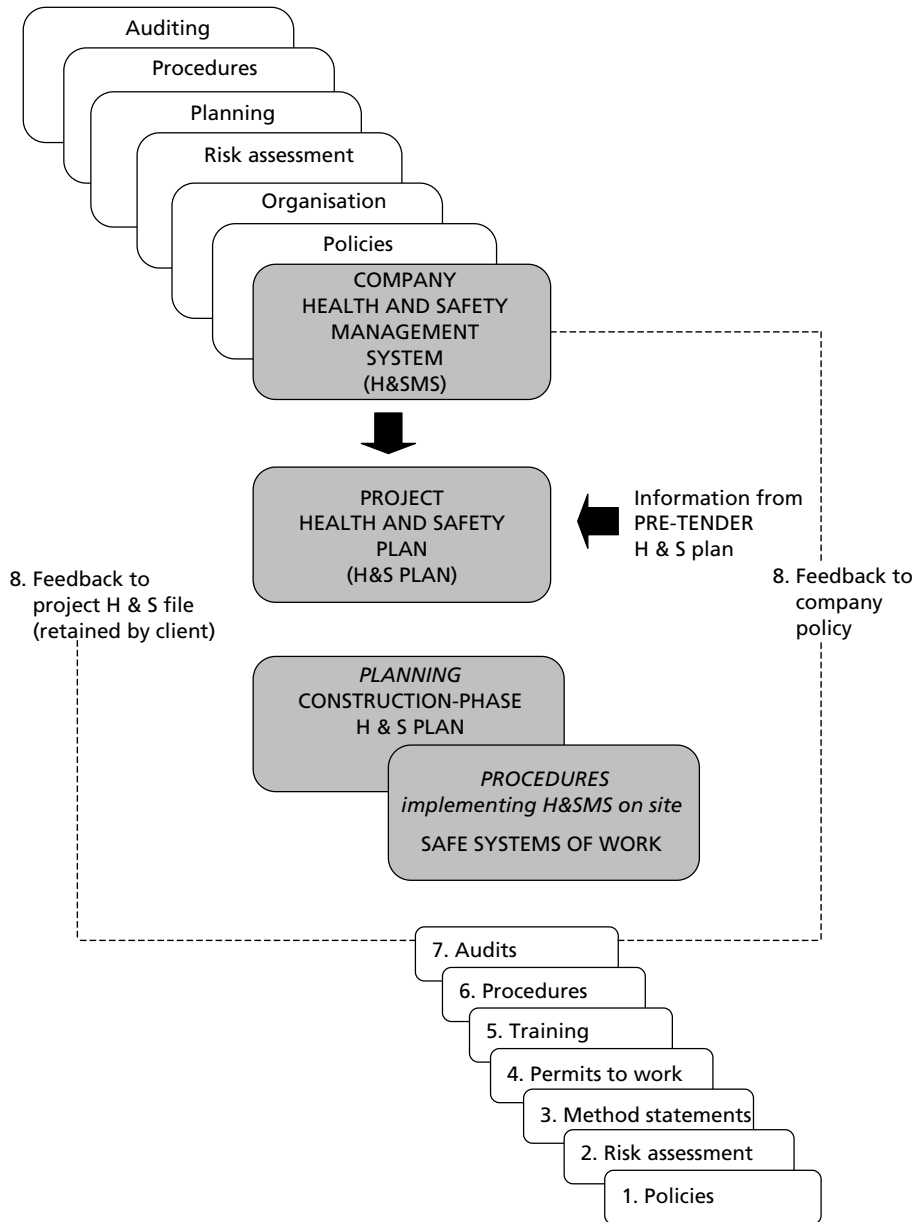 Auditing
Procedures
Planning
Risk assessment
Organisation
Policies
COMPANY
HEALTH AND SAFETY
MANAGEMENT
SYSTEM
(H&SMS)
PROJECT
HEALTH AND SAFETY
PLAN
(H&S PLAN)
Information from
PRE-TENDER
H & S plan
8. Feedback to
project H & S file
(retained by client)
8. Feedback to
company
policy
PLANNING
CONSTRUCTION-PHASE
H & S PLAN
PROCEDURES
implementing H&SMS on site
SAFE SYSTEMS OF WORK
7. Audits
6. Procedures
5. Training
4. Permits to work
3. Method statements
2. Risk assessment
1. Policies